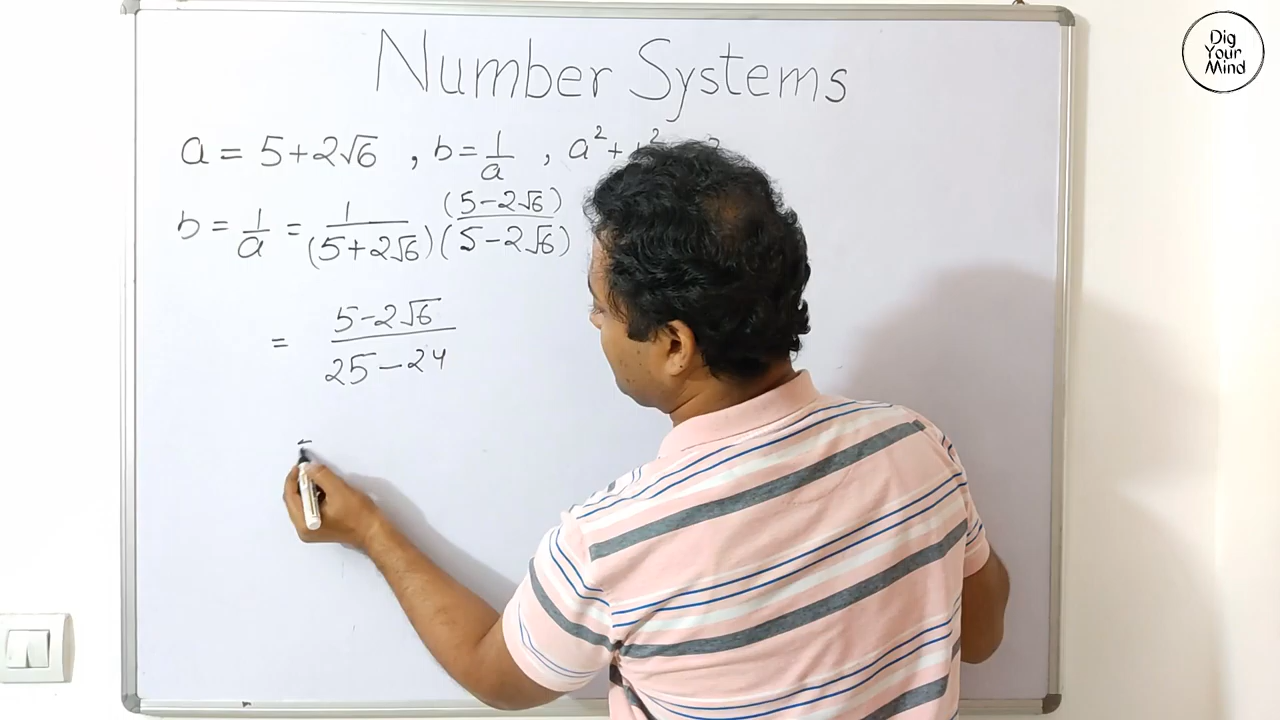 Dig
Your
Mind
Number Systems
a = 5+2√6 , b = 1/a , a² +
b = 1/a = 1/(5+2√6) (5-2√6)/(5-2√6)
= 5-2√6/25-24